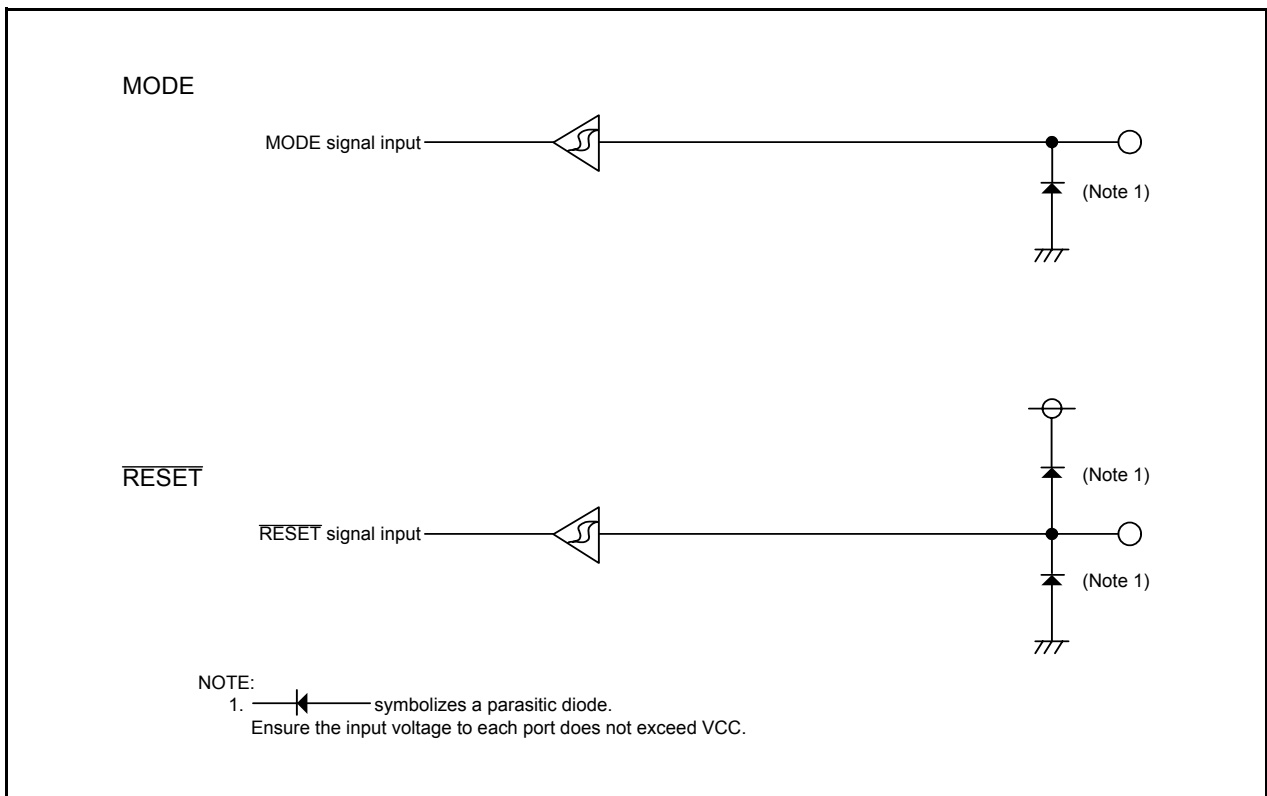 MODE
MODE signal input
(Note 1)
(Note 1)
RESET
RESET signal input
(Note 1)
NOTE:
1. symbolizes a parasitic diode.
Ensure the input voltage to each port does not exceed VCC.